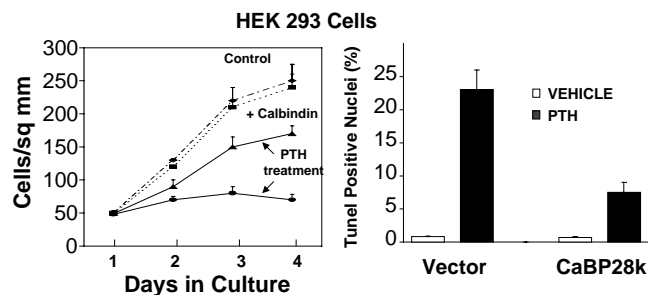 HEK 293 Cells
300
250
200
150
100
50
0
Cells/sq mm
Control
+ Calbindin
PTH
treatment
1 2 3 4
Days in Culture
Tunel Positive Nuclei (%)
25
20
15
10
5
0
VEHICLE
PTH
Vector CaBP28k